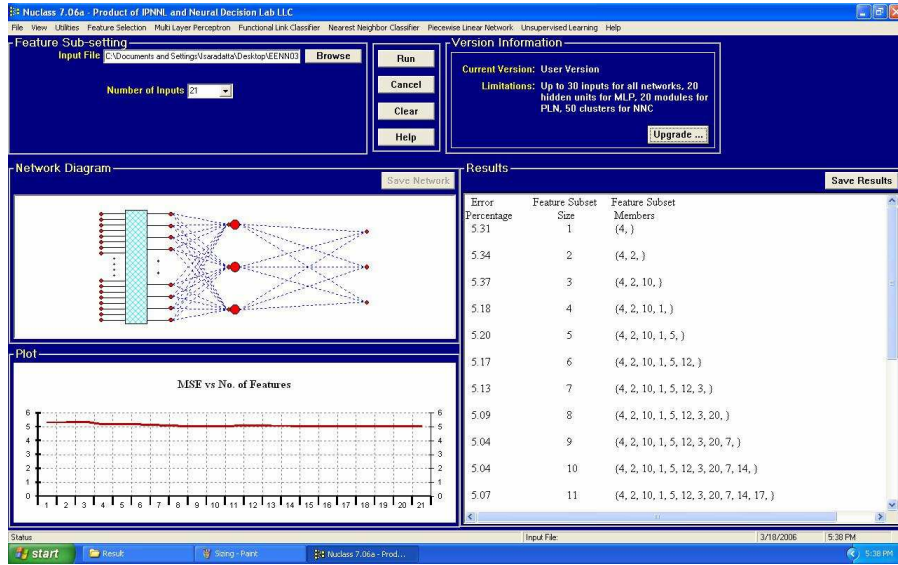 Nuclass 7.06a - Product of IPNNL and Neural Decision Lab LLC
File View Utilities Feature Selection Multi Layer Perceptron Functional Link Classifier Nearest Neighbor Classifier Piecewise Linear Network Unsupervised Learning Help
Feature Sub-setting
Input File C:\Documents and Settings\Isaradatta\Desktop\EENN03 Browse
Number of Inputs 21
Run
Cancel
Clear
Help
Version Information
Current Version: User Version
Limitations: Up to 30 inputs for all networks, 20
hidden units for MLP, 20 modules for
PLN, 50 clusters for NNC
Upgrade ...
Network Diagram
Save Network
Results
Save Results
Error Feature Subset Feature Subset
Percentage Size Members
5.31 1 (4, )
5.34 2 (4, 2, )
5.37 3 (4, 2, 10, )
5.18 4 (4, 2, 10, 1, )
5.20 5 (4, 2, 10, 1, 5, )
5.17 6 (4, 2, 10, 1, 5, 12, )
5.13 7 (4, 2, 10, 1, 5, 12, 3, )
5.09 8 (4, 2, 10, 1, 5, 12, 3, 20, )
5.04 9 (4, 2, 10, 1, 5, 12, 3, 20, 7, )
5.04 10 (4, 2, 10, 1, 5, 12, 3, 20, 7, 14, )
5.07 11 (4, 2, 10, 1, 5, 12, 3, 20, 7, 14, 17, )
Plot
MSE vs No. of Features
6 6
5 5
4 4
3 3
2 2
1 1
0 0
1 2 3 4 5 6 7 8 9 10 11 12 13 14 15 16 17 18 19 20 21
Status Input File: 3/18/2006 5:38 PM
start Result Sizing - Paint Nuclass 7.06a - Prod... 5:38 PM